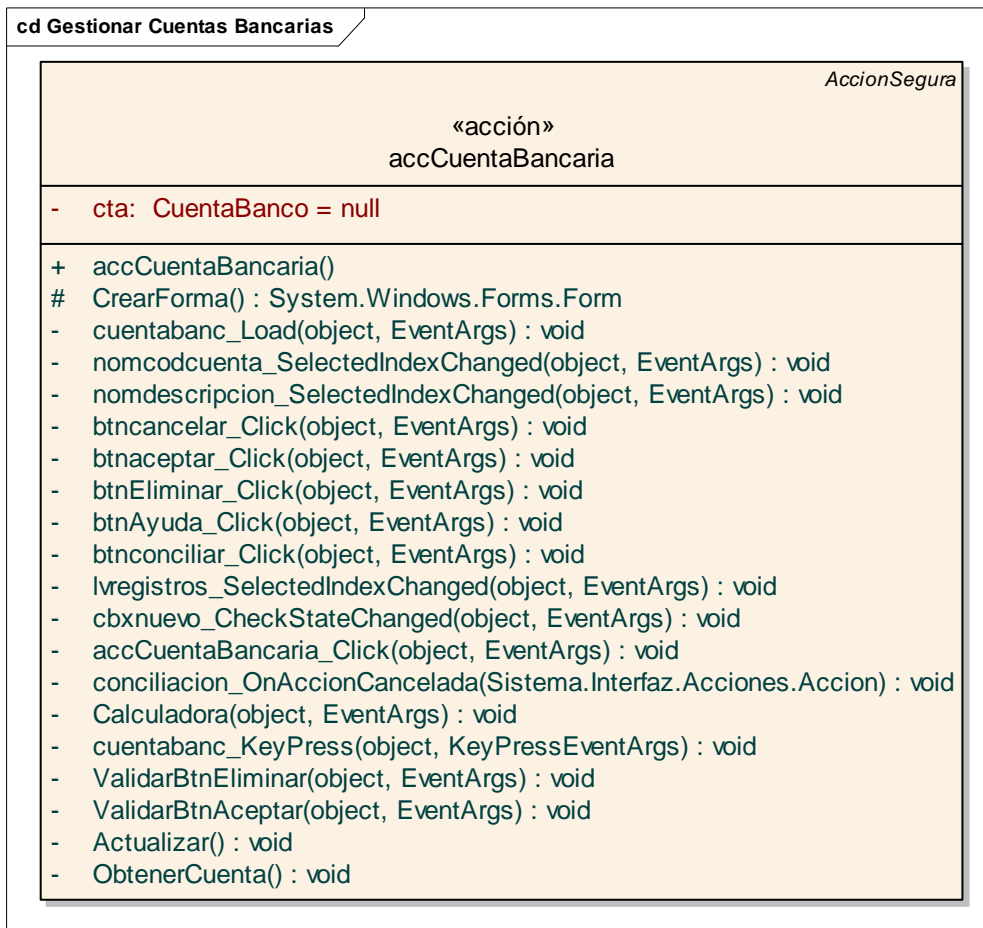 cd Gestionar Cuentas Bancarias
AccionSegura
«acción»
accCuentaBancaria
- cta: CuentaBanco = null
+ accCuentaBancaria()
# CrearForma() : System.Windows.Forms.Form
- cuentabanc_Load(object, EventArgs) : void
- nomcodcuenta_SelectedIndexChanged(object, EventArgs) : void
- nomdescripcion_SelectedIndexChanged(object, EventArgs) : void
- btncancelar_Click(object, EventArgs) : void
- btnaceptar_Click(object, EventArgs) : void
- btnEliminar_Click(object, EventArgs) : void
- btnAyuda_Click(object, EventArgs) : void
- btnconciliar_Click(object, EventArgs) : void
- lvregistros_SelectedIndexChanged(object, EventArgs) : void
- cbxnuevo_CheckStateChanged(object, EventArgs) : void
- accCuentaBancaria_Click(object, EventArgs) : void
- conciliacion_OnAccionCancelada(Sistema.Interfaz.Acciones.Accion) : void
- Calculadora(object, EventArgs) : void
- cuentabanc_KeyPress(object, KeyPressEventArgs) : void
- ValidarBtnEliminar(object, EventArgs) : void
- ValidarBtnAceptar(object, EventArgs) : void
- Actualizar() : void
- ObtenerCuenta() : void